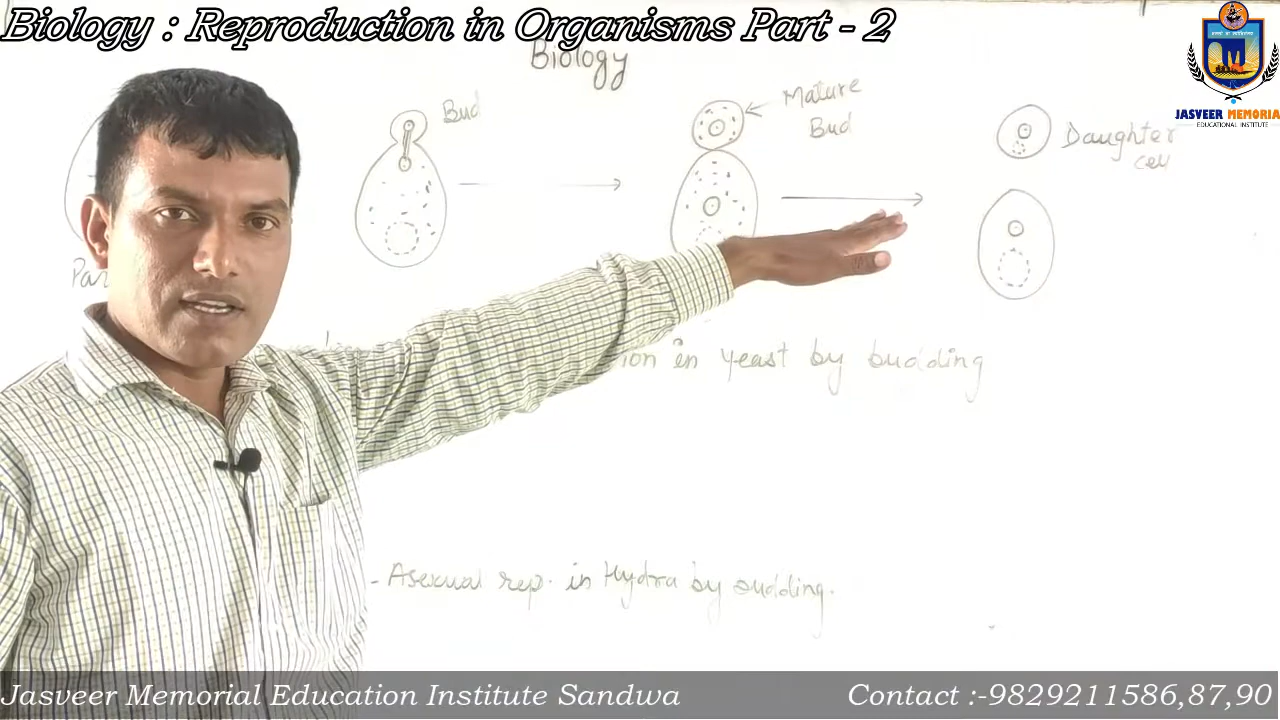 Biology : Reproduction in Organisms Part - 2
JASVEER MEMORIA
EDUCATIONAL INSTITUTE
Biology
Bud
Mature
Bud
Daughter
cell
Par
ion in yeast by budding
- Asexual rep. in Hydra by budding.
Jasveer Memorial Education Institute Sandwa
Contact :-9829211586,87,90